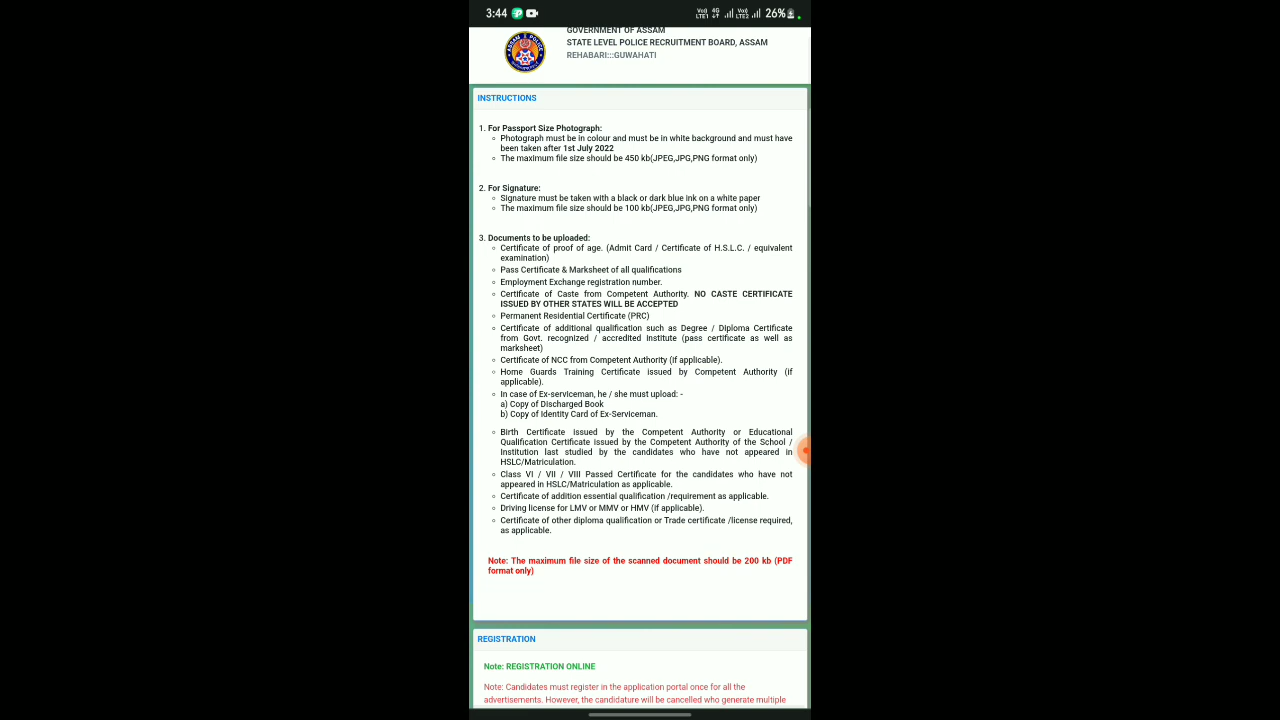 3:44
Vo) LTE1 4G Vo) LTE2 26%
GOVERNMENT OF ASSAM
STATE LEVEL POLICE RECRUITMENT BOARD, ASSAM
REHABARI:::GUWAHATI
INSTRUCTIONS
1. For Passport Size Photograph:
Photograph must be in colour and must be in white background and must have
been taken after 1st July 2022
The maximum file size should be 450 kb(JPEG,JPG,PNG format only)
2. For Signature:
Signature must be taken with a black or dark blue ink on a white paper
The maximum file size should be 100 kb(JPEG,JPG,PNG format only)
3. Documents to be uploaded:
Certificate of proof of age. (Admit Card / Certificate of H.S.L.C. / equivalent
examination)
Pass Certificate & Marksheet of all qualifications
Employment Exchange registration number.
Certificate of Caste from Competent Authority. NO CASTE CERTIFICATE
ISSUED BY OTHER STATES WILL BE ACCEPTED
Permanent Residential Certificate (PRC)
Certificate of additional qualification such as Degree / Diploma Certificate
from Govt. recognized / accredited institute (pass certificate as well as
marksheet)
Certificate of NCC from Competent Authority (if applicable).
Home Guards Training Certificate issued by Competent Authority (if
applicable).
In case of Ex-serviceman, he / she must upload: -
a) Copy of Discharged Book
b) Copy of Identity Card of Ex-Serviceman.
Birth Certificate issued by the Competent Authority or Educational
Qualification Certificate issued by the Competent Authority of the School /
Institution last studied by the candidates who have not appeared in
HSLC/Matriculation.
Class VI / VII / VIII Passed Certificate for the candidates who have not
appeared in HSLC/Matriculation as applicable.
Certificate of addition essential qualification /requirement as applicable.
Driving license for LMV or MMV or HMV (if applicable).
Certificate of other diploma qualification or Trade certificate /license required,
as applicable.
Note: The maximum file size of the scanned document should be 200 kb (PDF
format only)
REGISTRATION
Note: REGISTRATION ONLINE
Note: Candidates must register in the application portal once for all the
advertisements. However, the candidature will be cancelled who generate multiple